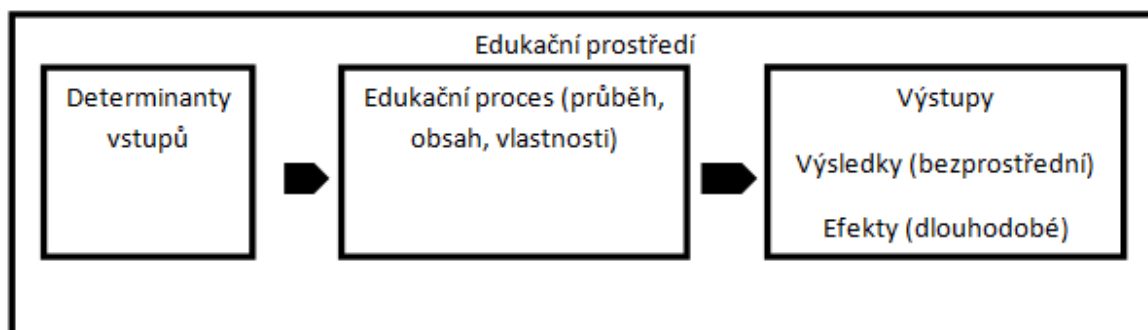 Edukační prostředí
Determinanty
vstupů
Edukační proces (průběh,
obsah, vlastnosti)
Výstupy
Výsledky (bezprostřední)
Efekty (dlouhodobé)